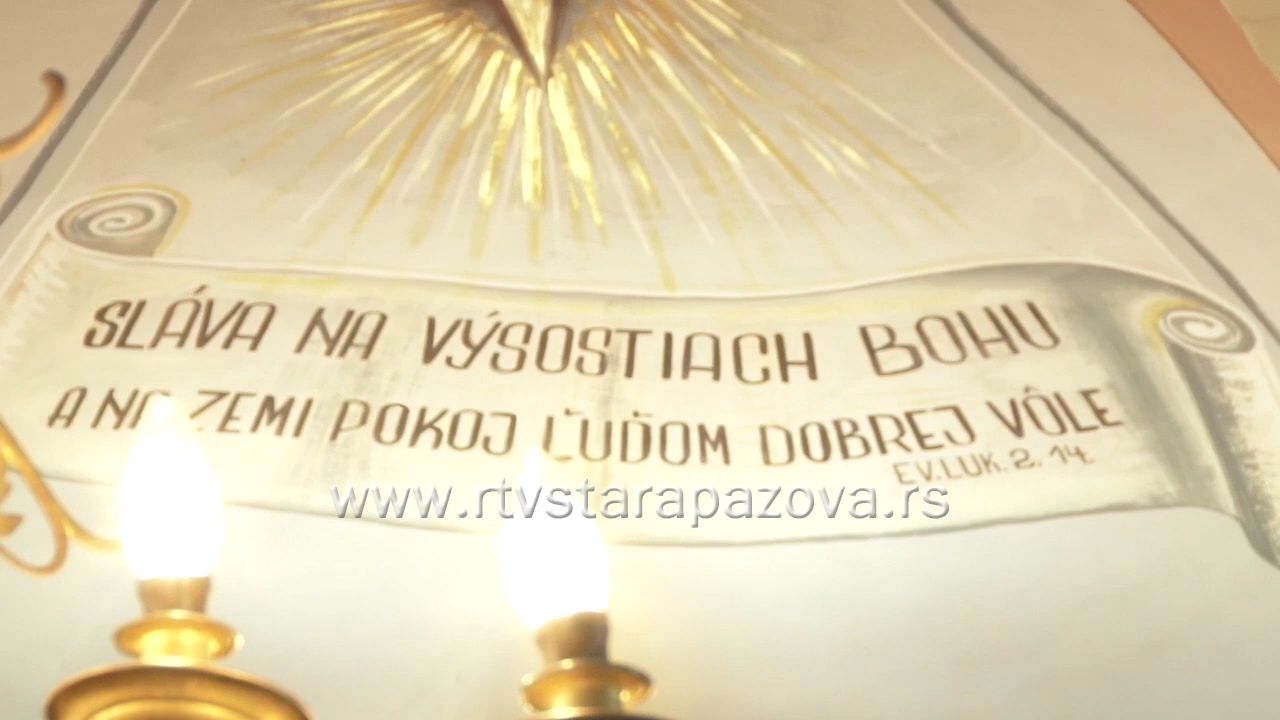 SLÁVA NA VÝSOSTIACH BOHU
A NA ZEMI POKOJ ĽUĎOM DOBREJ VÔLE
EV.LUK. 2. 14.
www.rtvstarapazova.rs